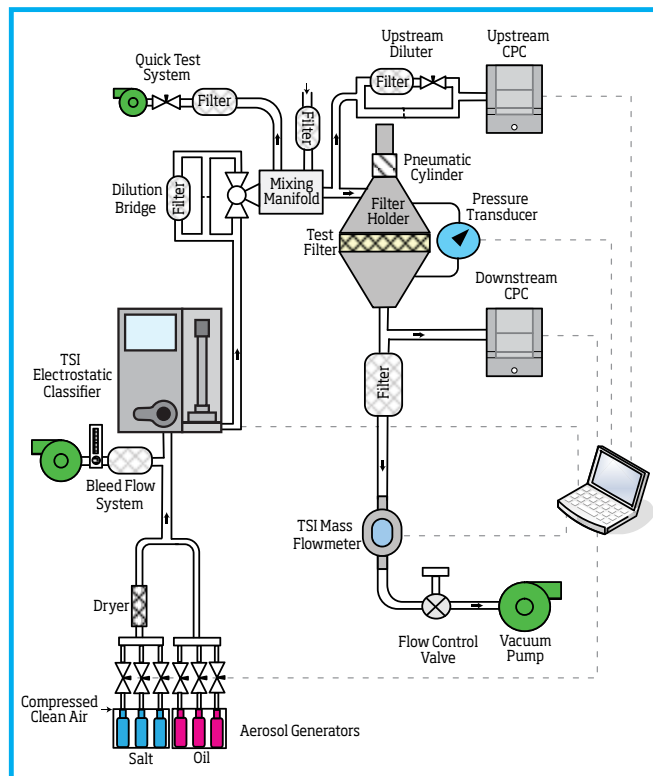 Quick Test
System
Filter
Filter
Upstream
Diluter
Filter
Upstream
CPC
Dilution
Bridge
Filter
Mixing
Manifold
Pneumatic
Cylinder
Filter
Holder
Test
Filter
Pressure
Transducer
Downstream
CPC
TSI
Electrostatic
Classifier
Filter
Bleed Flow
System
TSI Mass
Flowmeter
Dryer
Flow Control
Valve
Vacuum
Pump
Compressed
Clean Air
Salt
Oil
Aerosol Generators